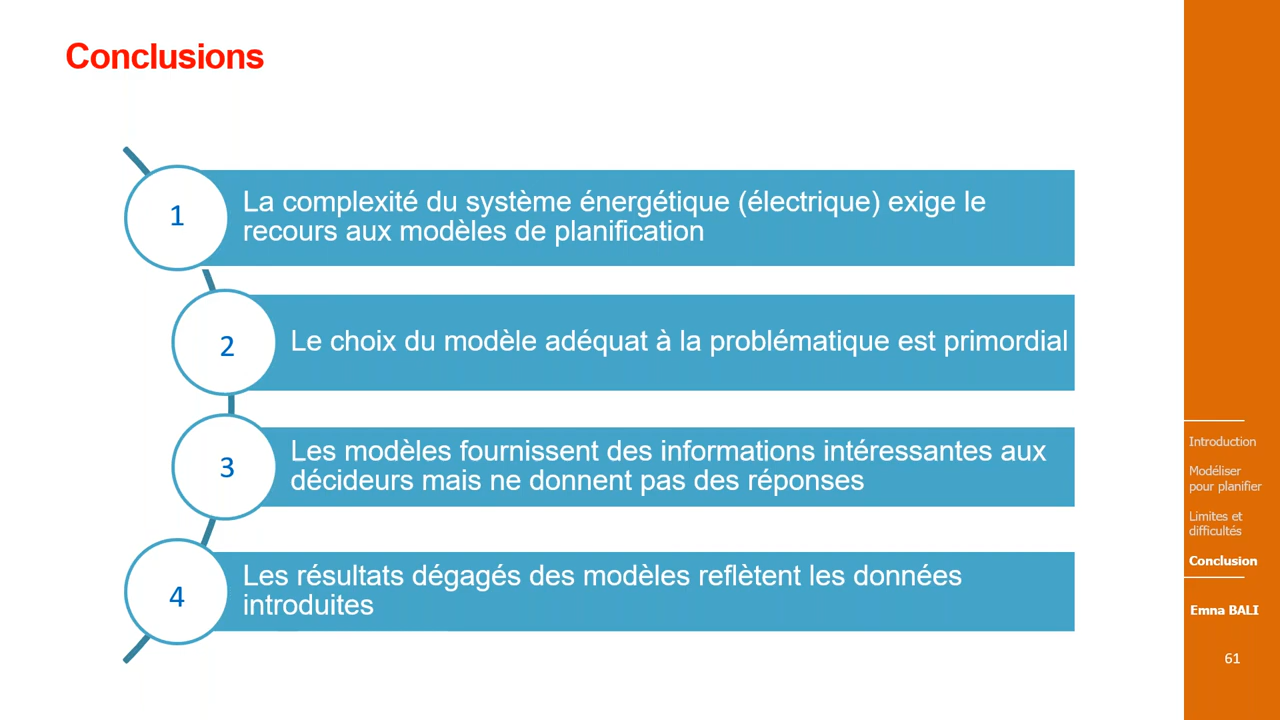 Conclusions
1
La complexité du système énergétique (électrique) exige le
recours aux modèles de planification
2
Le choix du modèle adéquat à la problématique est primordial
3
Les modèles fournissent des informations intéressantes aux
décideurs mais ne donnent pas des réponses
4
Les résultats dégagés des modèles reflètent les données
introduites
Introduction
Modéliser
pour planifier
Limites et
difficultés
Conclusion
Emna BALI
61